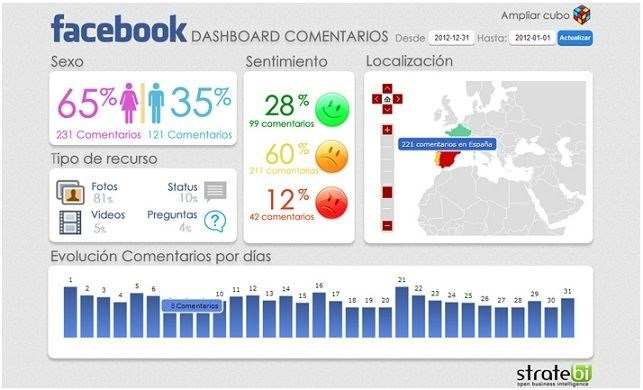 Ampliar cubo
facebook DASHBOARD COMENTARIOS Desde 2012-12-31 Hasta: 2012-01-01 Actualizar
Sexo
65% 35%
231 Comentarios 121 Comentarios
Sentimiento
28%
99 comentarios
60%
211 comentarios
12%
42 comentarios
Localización
221 comentarios en España
Tipo de recurso
Fotos 81% Status 10%
Videos 5% Preguntas 4%
Evolución Comentarios por días
1 2 3 4 5 6 10 11 12 13 14 15 16 17 18 19 20 21 22 23 24 25 26 27 28 29 30 31
8 Comentarios
stratebi
open business intelligence